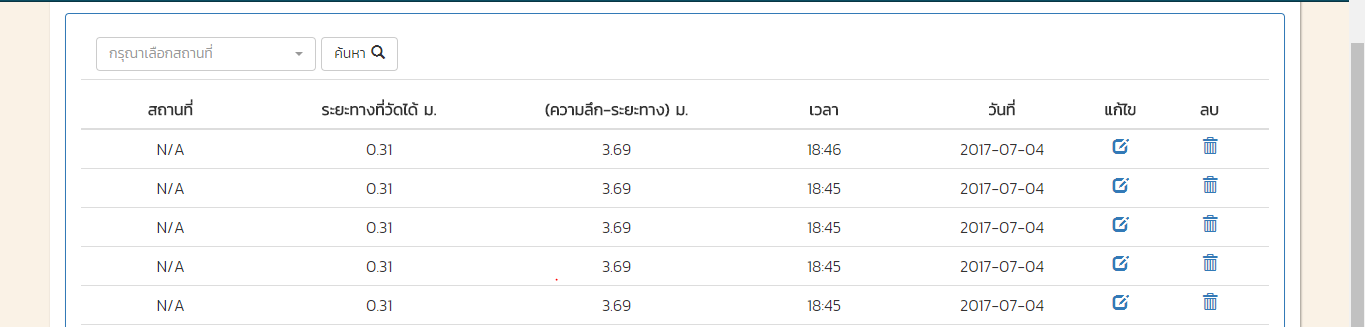 กรุณาเลือกสถานที่ ค้นหา
สถานที่ ระยะทางที่วัดได้ ม. (ความลึก-ระยะทาง) ม. เวลา วันที่ แก้ไข ลบ
N/A 0.31 3.69 18:46 2017-07-04
N/A 0.31 3.69 18:45 2017-07-04
N/A 0.31 3.69 18:45 2017-07-04
N/A 0.31 3.69 18:45 2017-07-04
N/A 0.31 3.69 18:45 2017-07-04